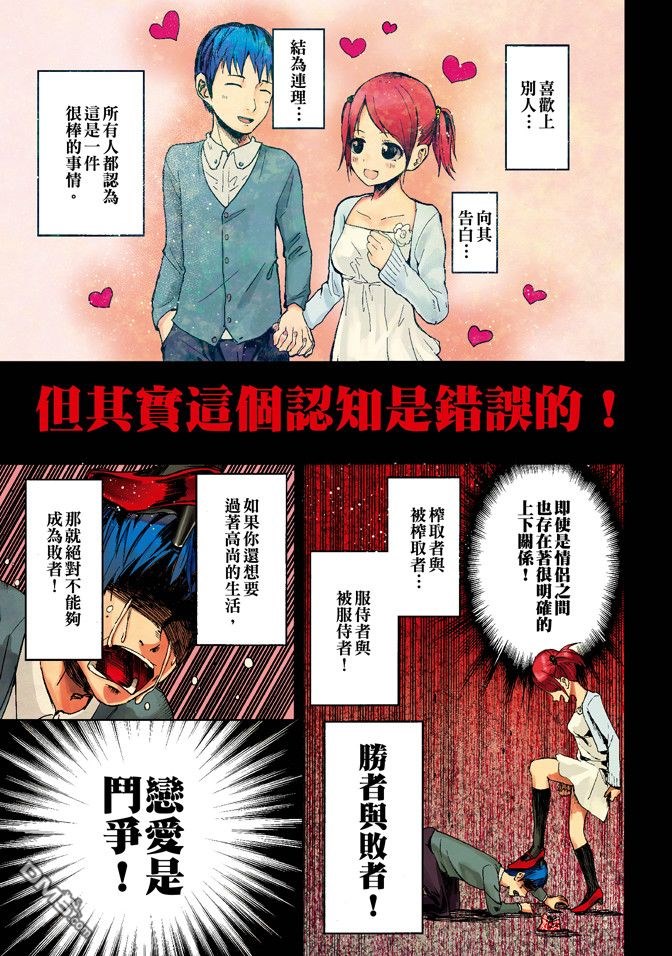 喜歡上
別人…
向其
告白…
結為連理…
所有人都認為
這是一件
很棒的事情。
但其實這個認知是錯誤的！
即使是情侶之間
也存在著很明確的
上下關係！
榨取者與
被榨取者…
服侍者與
被服侍者！
勝者與敗者！
如果你還想要
過著高尚的生活，
那就絕對不能夠
成為敗者！
戀愛是
鬥爭！
DM5.COM